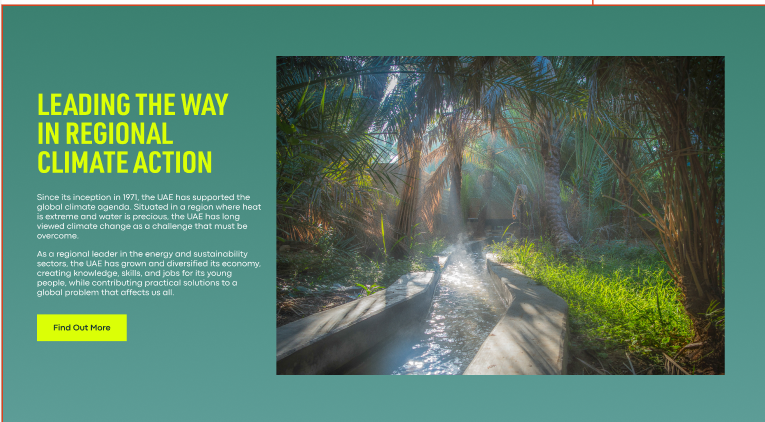 LEADING THE WAY
IN REGIONAL
CLIMATE ACTION
Since its inception in 1971, the UAE has supported the
global climate agenda. Situated in a region where heat
is extreme and water is precious, the UAE has long
viewed climate change as a challenge that must be
overcome.
As a regional leader in the energy and sustainability
sectors, the UAE has grown and diversified its economy,
creating knowledge, skills, and jobs for its young
people, while contributing practical solutions to a
global problem that affects us all.
Find Out More